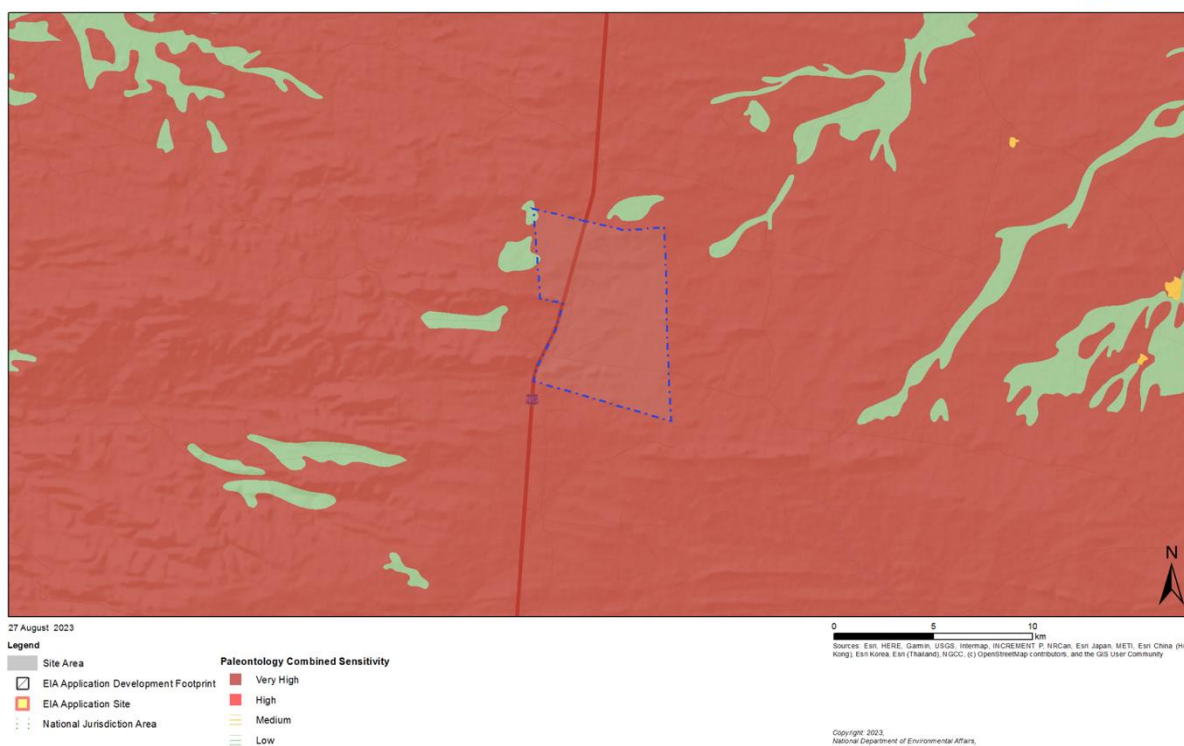 N
27 August 2023
0 5 10
km
Sources: Esri, HERE, Garmin, USGS, Intermap, INCREMENT P, NRCan, Esri Japan, METI, Esri China (Ho
Kong), Esri Korea, Esri (Thailand), NGCC, (c) OpenStreetMap contributors, and the GIS User Community
Legend
Site Area
EIA Application Development Footprint
EIA Application Site
National Jurisdiction Area
Paleontology Combined Sensitivity
Very High
High
Medium
Low
Copyright: 2023,
National Department of Environmental Affairs,